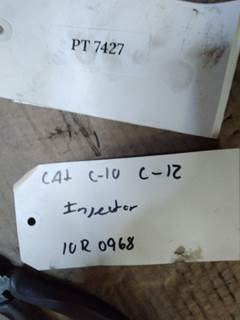 PT 7427
CAT C-10 C-12
Injector
10R 0968